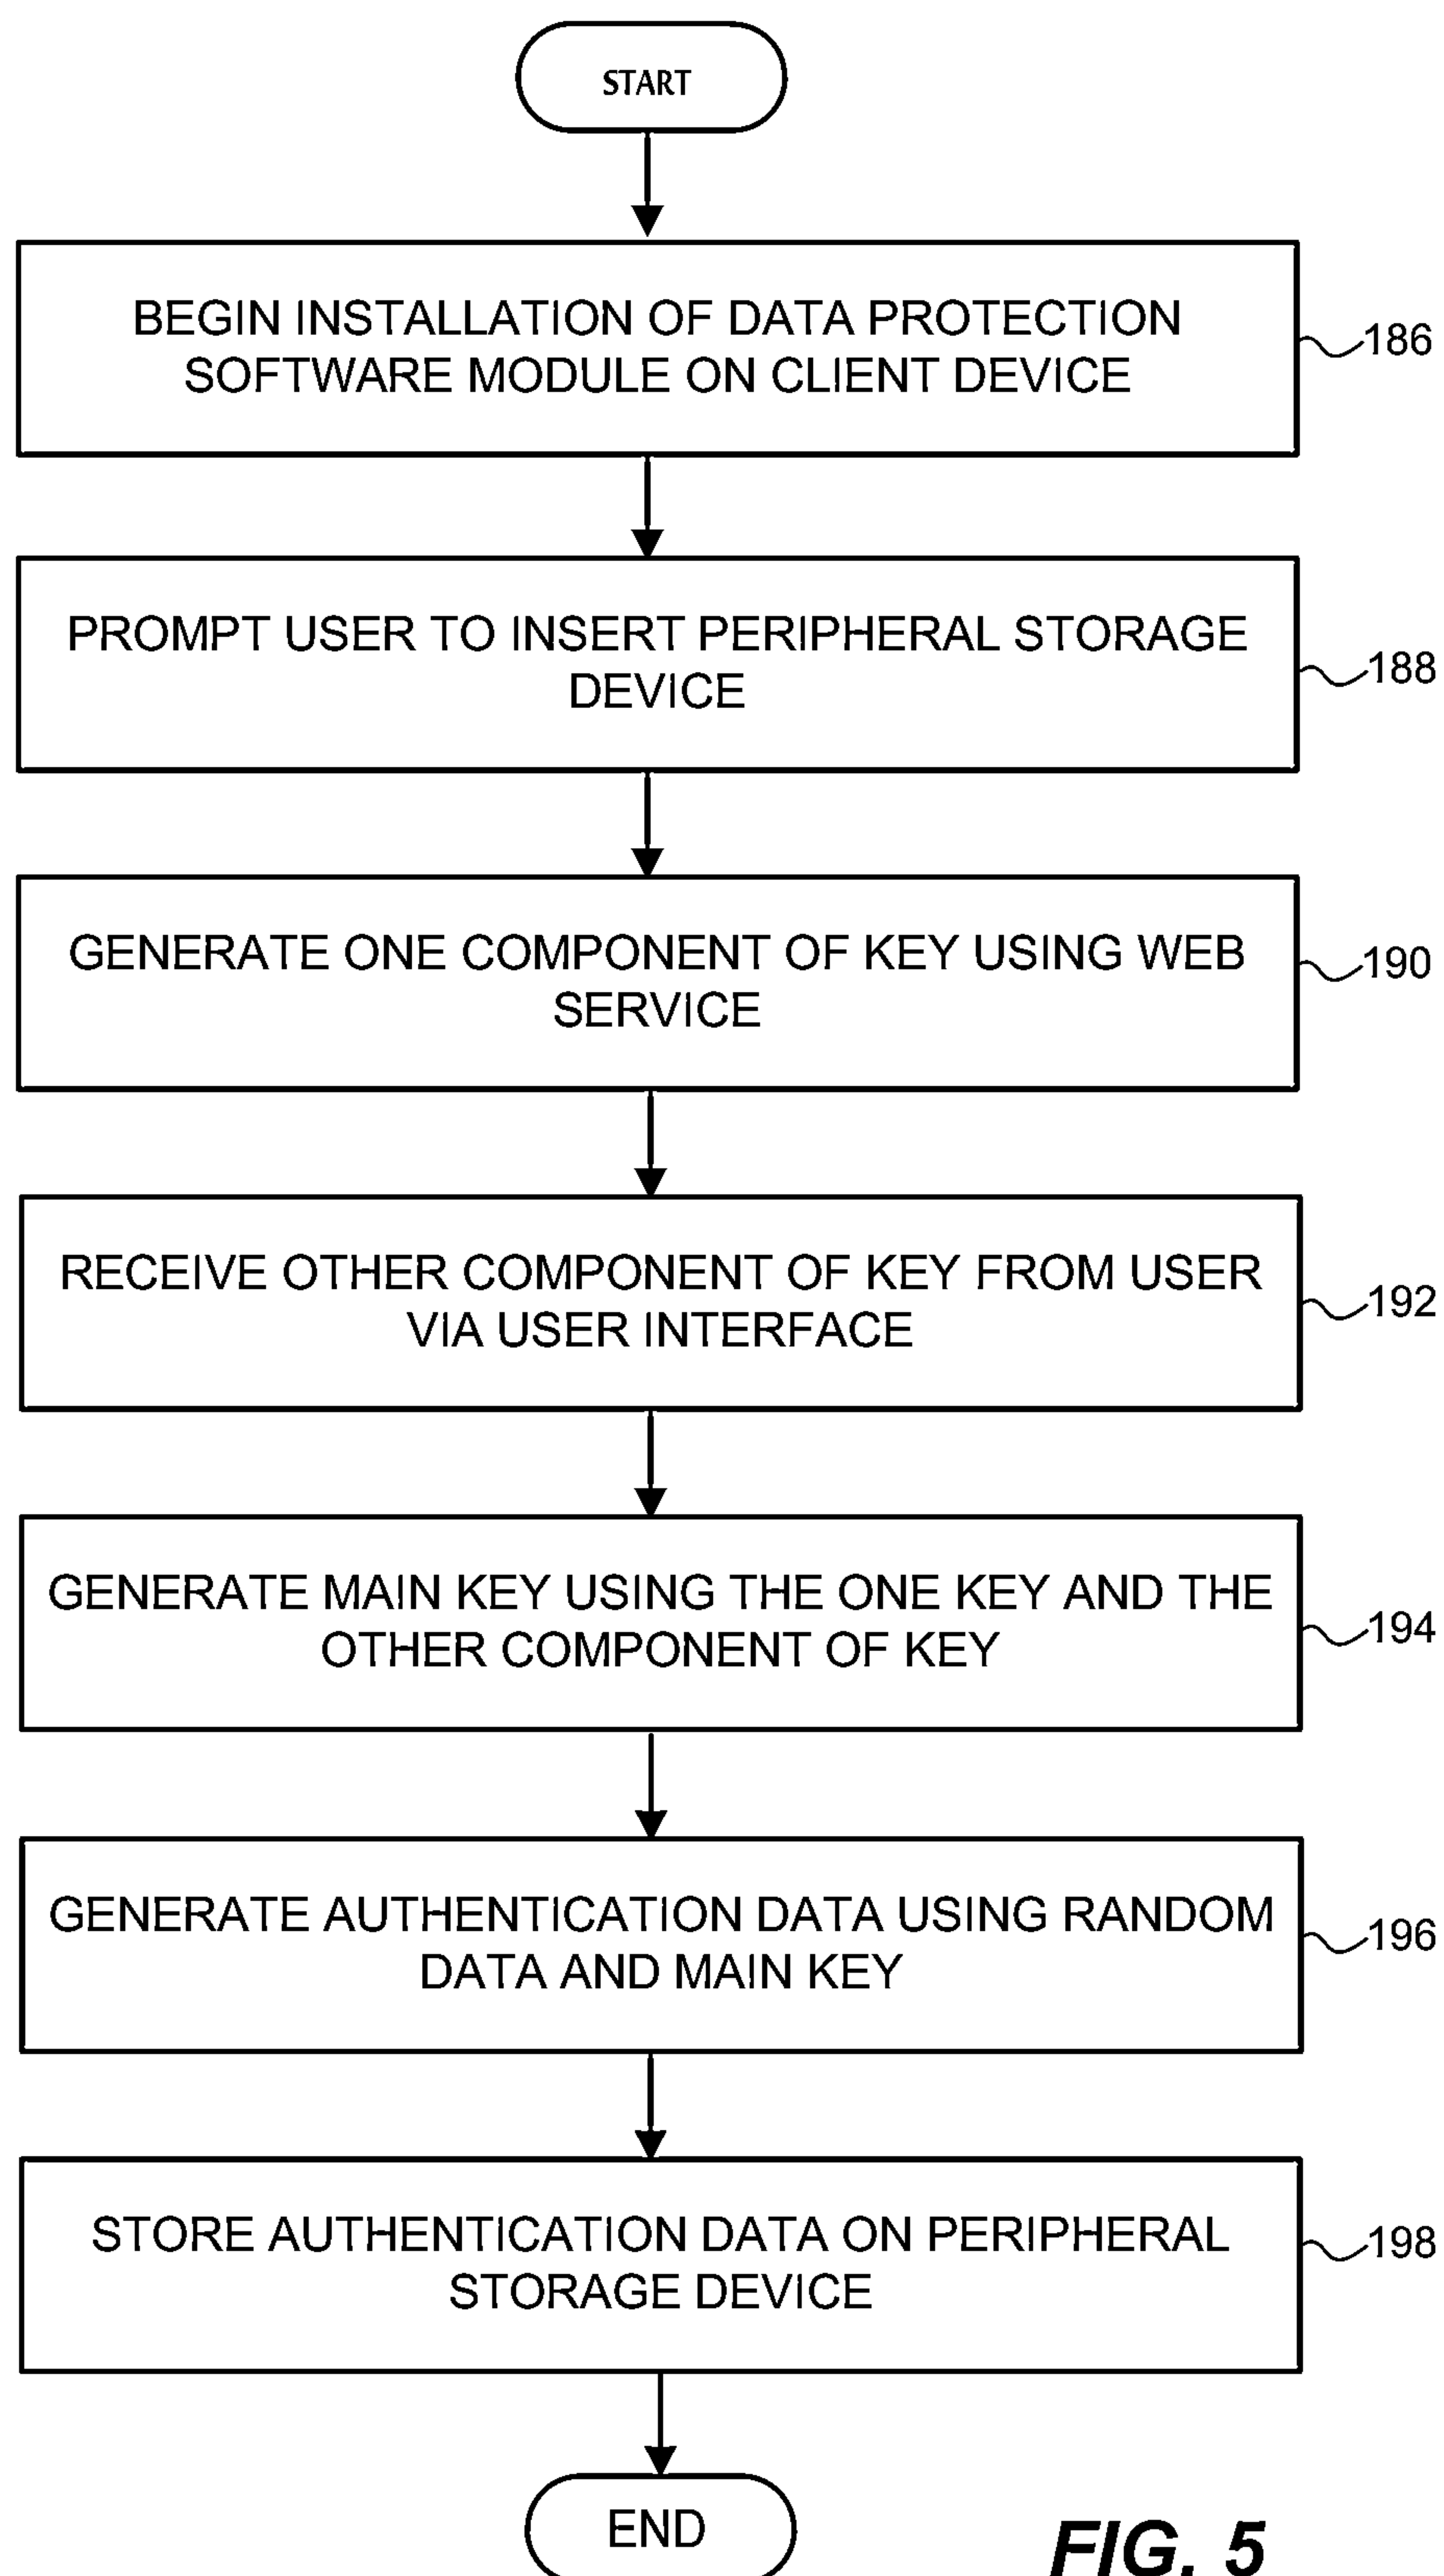 START
BEGIN INSTALLATION OF DATA PROTECTION
SOFTWARE MODULE ON CLIENT DEVICE
186
PROMPT USER TO INSERT PERIPHERAL STORAGE
DEVICE
188
GENERATE ONE COMPONENT OF KEY USING WEB
SERVICE
190
RECEIVE OTHER COMPONENT OF KEY FROM USER
VIA USER INTERFACE
192
GENERATE MAIN KEY USING THE ONE KEY AND THE
OTHER COMPONENT OF KEY
194
GENERATE AUTHENTICATION DATA USING RANDOM
DATA AND MAIN KEY
196
STORE AUTHENTICATION DATA ON PERIPHERAL
STORAGE DEVICE
198
END
FIG. 5